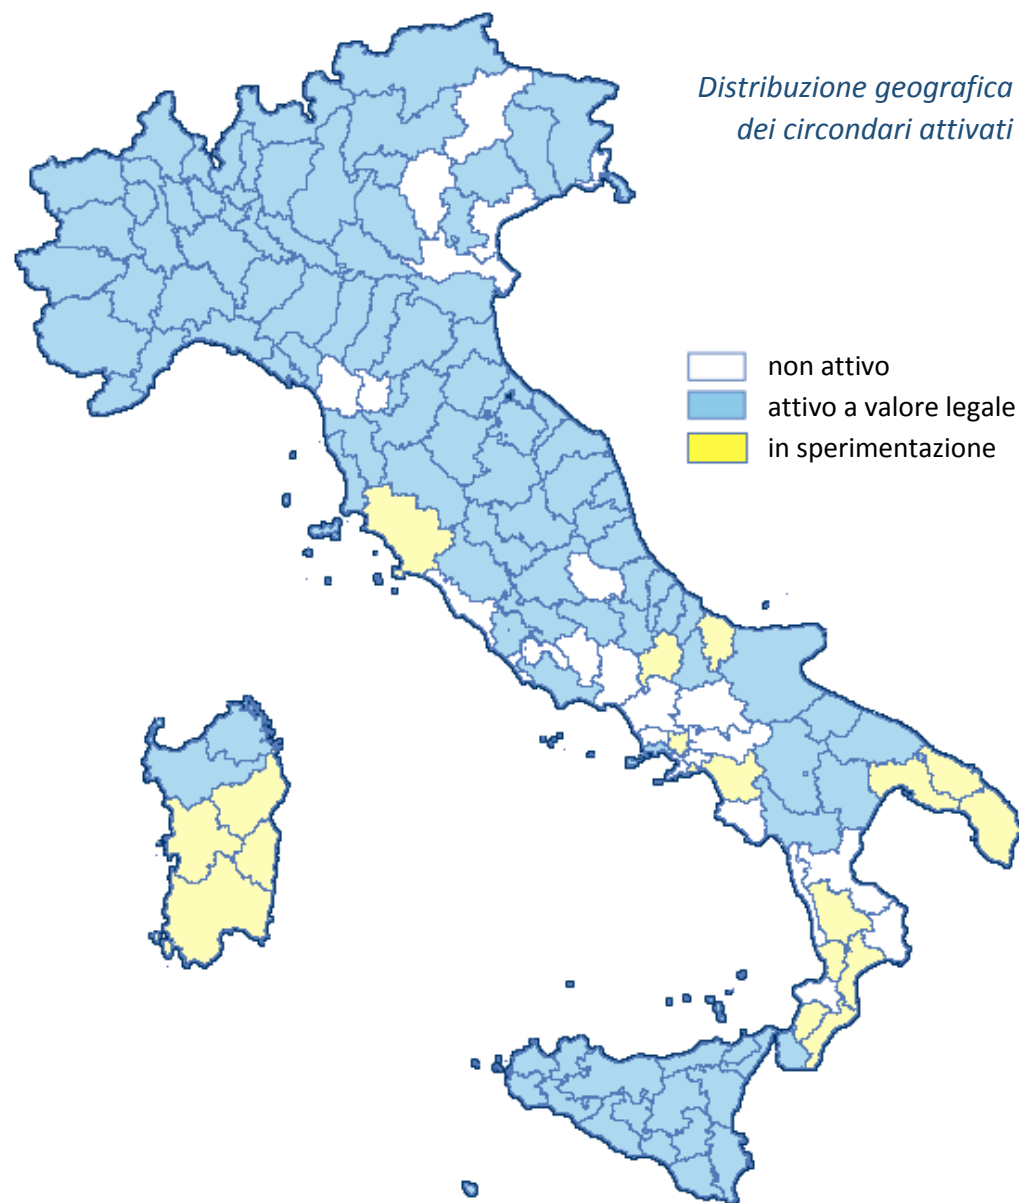 Distribuzione geografica
dei circondari attivati
non attivo
attivo a valore legale
in sperimentazione